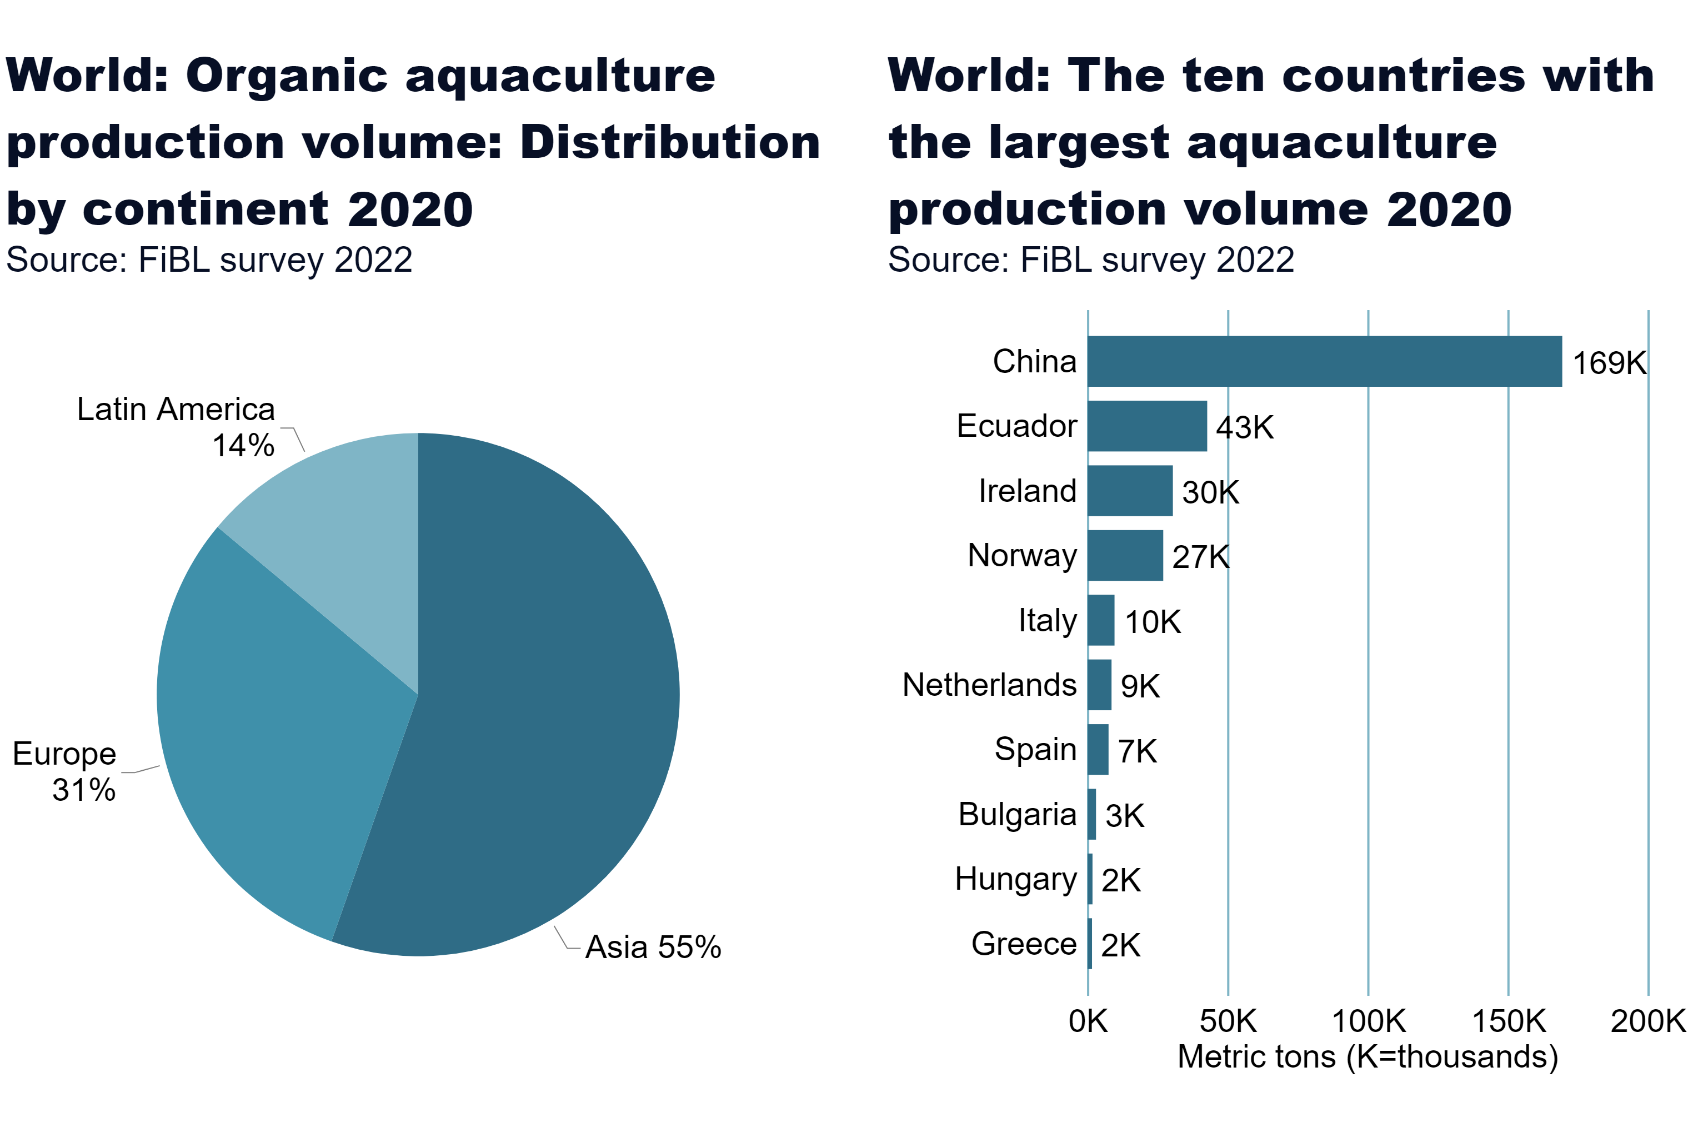 World: Organic aquaculture
production volume: Distribution
by continent 2020
Source: FiBL survey 2022
Latin America
14%
Europe
31%
Asia 55%
World: The ten countries with
the largest aquaculture
production volume 2020
Source: FiBL survey 2022
China 169K
Ecuador 43K
Ireland 30K
Norway 27K
Italy 10K
Netherlands 9K
Spain 7K
Bulgaria 3K
Hungary 2K
Greece 2K
0K 50K 100K 150K 200K
Metric tons (K=thousands)